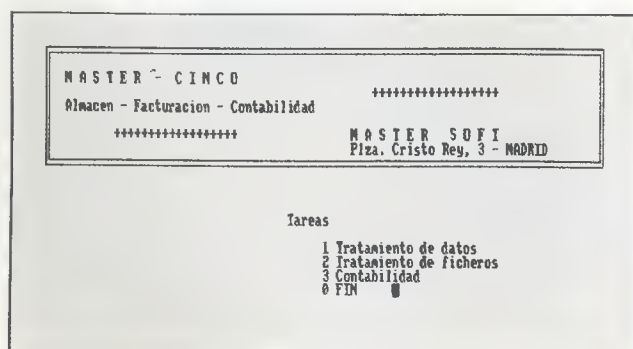 MASTER - CINCO
++++++++++++++++++
Almacen - Facturacion - Contabilidad
++++++++++++++++++
MASTER SOFT
Plza. Cristo Rey, 3 - MADRID
Tareas
1 Tratamiento de datos
2 Tratamiento de ficheros
3 Contabilidad
0 FIN